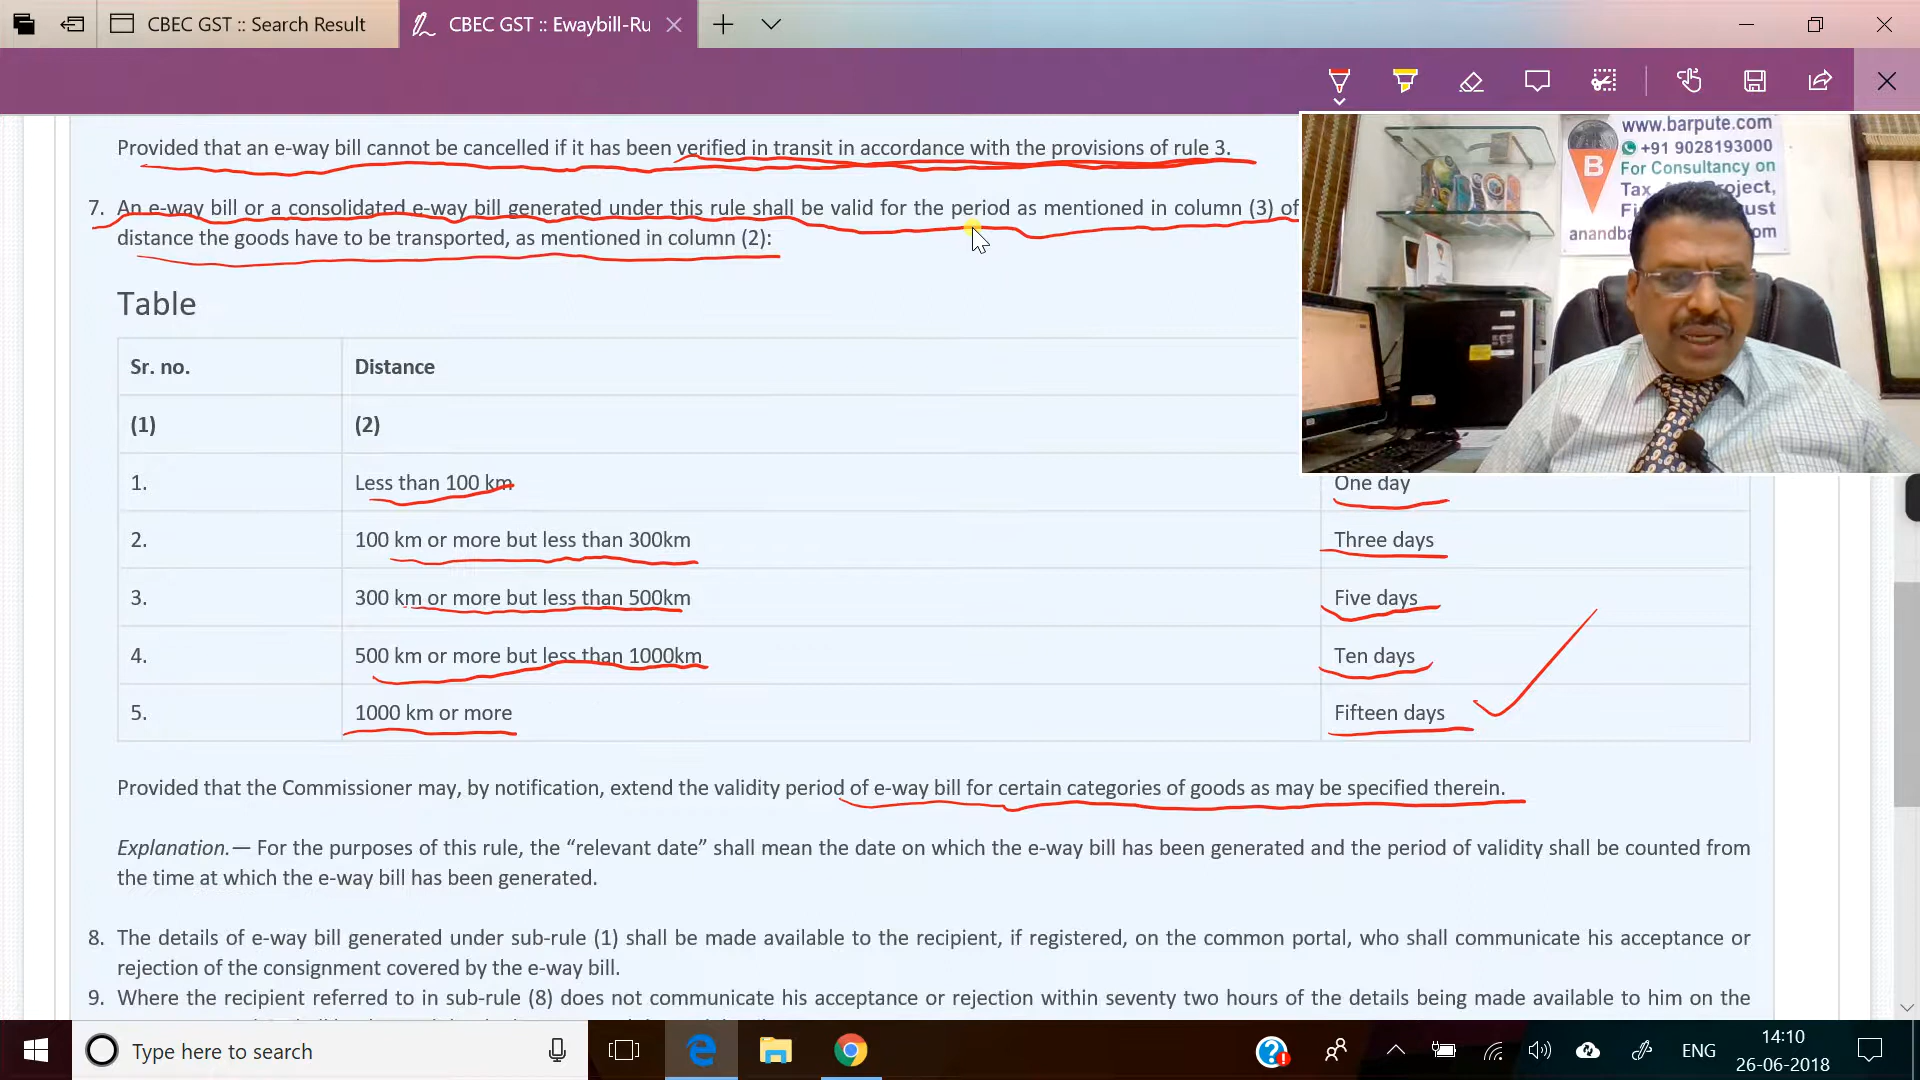 CBEC GST :: Search Result
CBEC GST :: Ewaybill-Ru
Provided that an e-way bill cannot be cancelled if it has been verified in transit in accordance with the provisions of rule 3.
7. An e-way bill or a consolidated e-way bill generated under this rule shall be valid for the period as mentioned in column (3) of
distance the goods have to be transported, as mentioned in column (2):
Table
Sr. no. Distance
(1) (2)
1. Less than 100 km One day
2. 100 km or more but less than 300km Three days
3. 300 km or more but less than 500km Five days
4. 500 km or more but less than 1000km Ten days
5. 1000 km or more Fifteen days
Provided that the Commissioner may, by notification, extend the validity period of e-way bill for certain categories of goods as may be specified therein.
Explanation.— For the purposes of this rule, the “relevant date” shall mean the date on which the e-way bill has been generated and the period of validity shall be counted from
the time at which the e-way bill has been generated.
8. The details of e-way bill generated under sub-rule (1) shall be made available to the recipient, if registered, on the common portal, who shall communicate his acceptance or
rejection of the consignment covered by the e-way bill.
9. Where the recipient referred to in sub-rule (8) does not communicate his acceptance or rejection within seventy two hours of the details being made available to him on the
www.barpute.com
+91 9028193000
For Consultancy on
B
Type here to search
ENG
14:10
26-06-2018